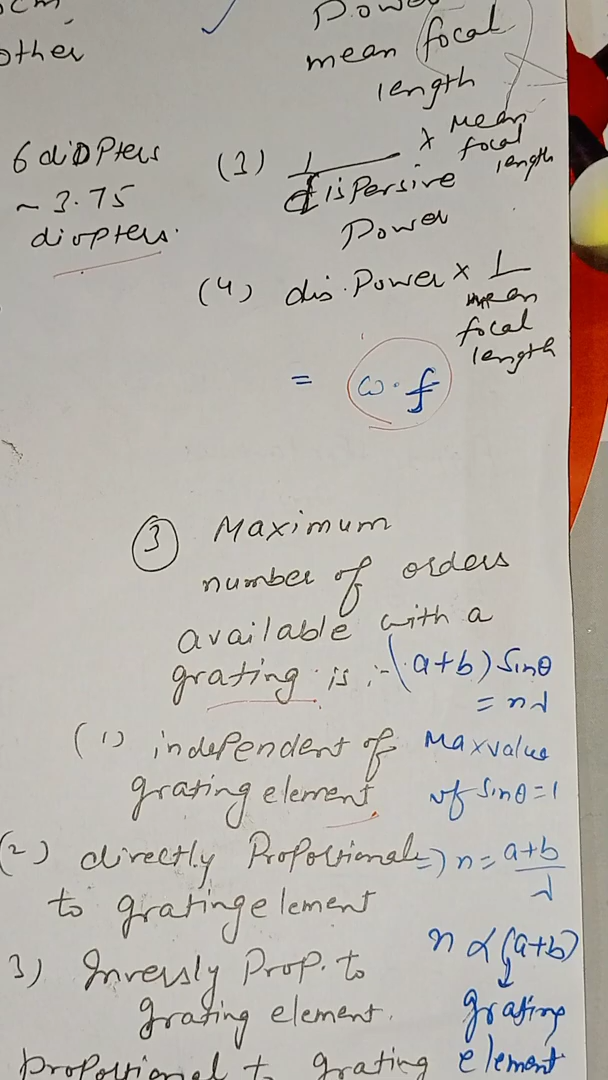 other
Power
mean focal
length
6 diopters
~ 3.75
diopters.
(3) 1 × Mean
focal
length
dispersive
Power
(4) dis. Power × 1
mean
focal
length
= ω.f
③ Maximum
number of orders
available with a
grating is :- (a+b) Sinθ
= nλ
(1) independent of
grating element
Max value
of Sinθ = 1
(2) directly Proportional
to grating element
=) n = a+b
λ
3) Inversly Prop. to
grating element.
n ∝ (a+b)
↓
grating
element
proportional to grating